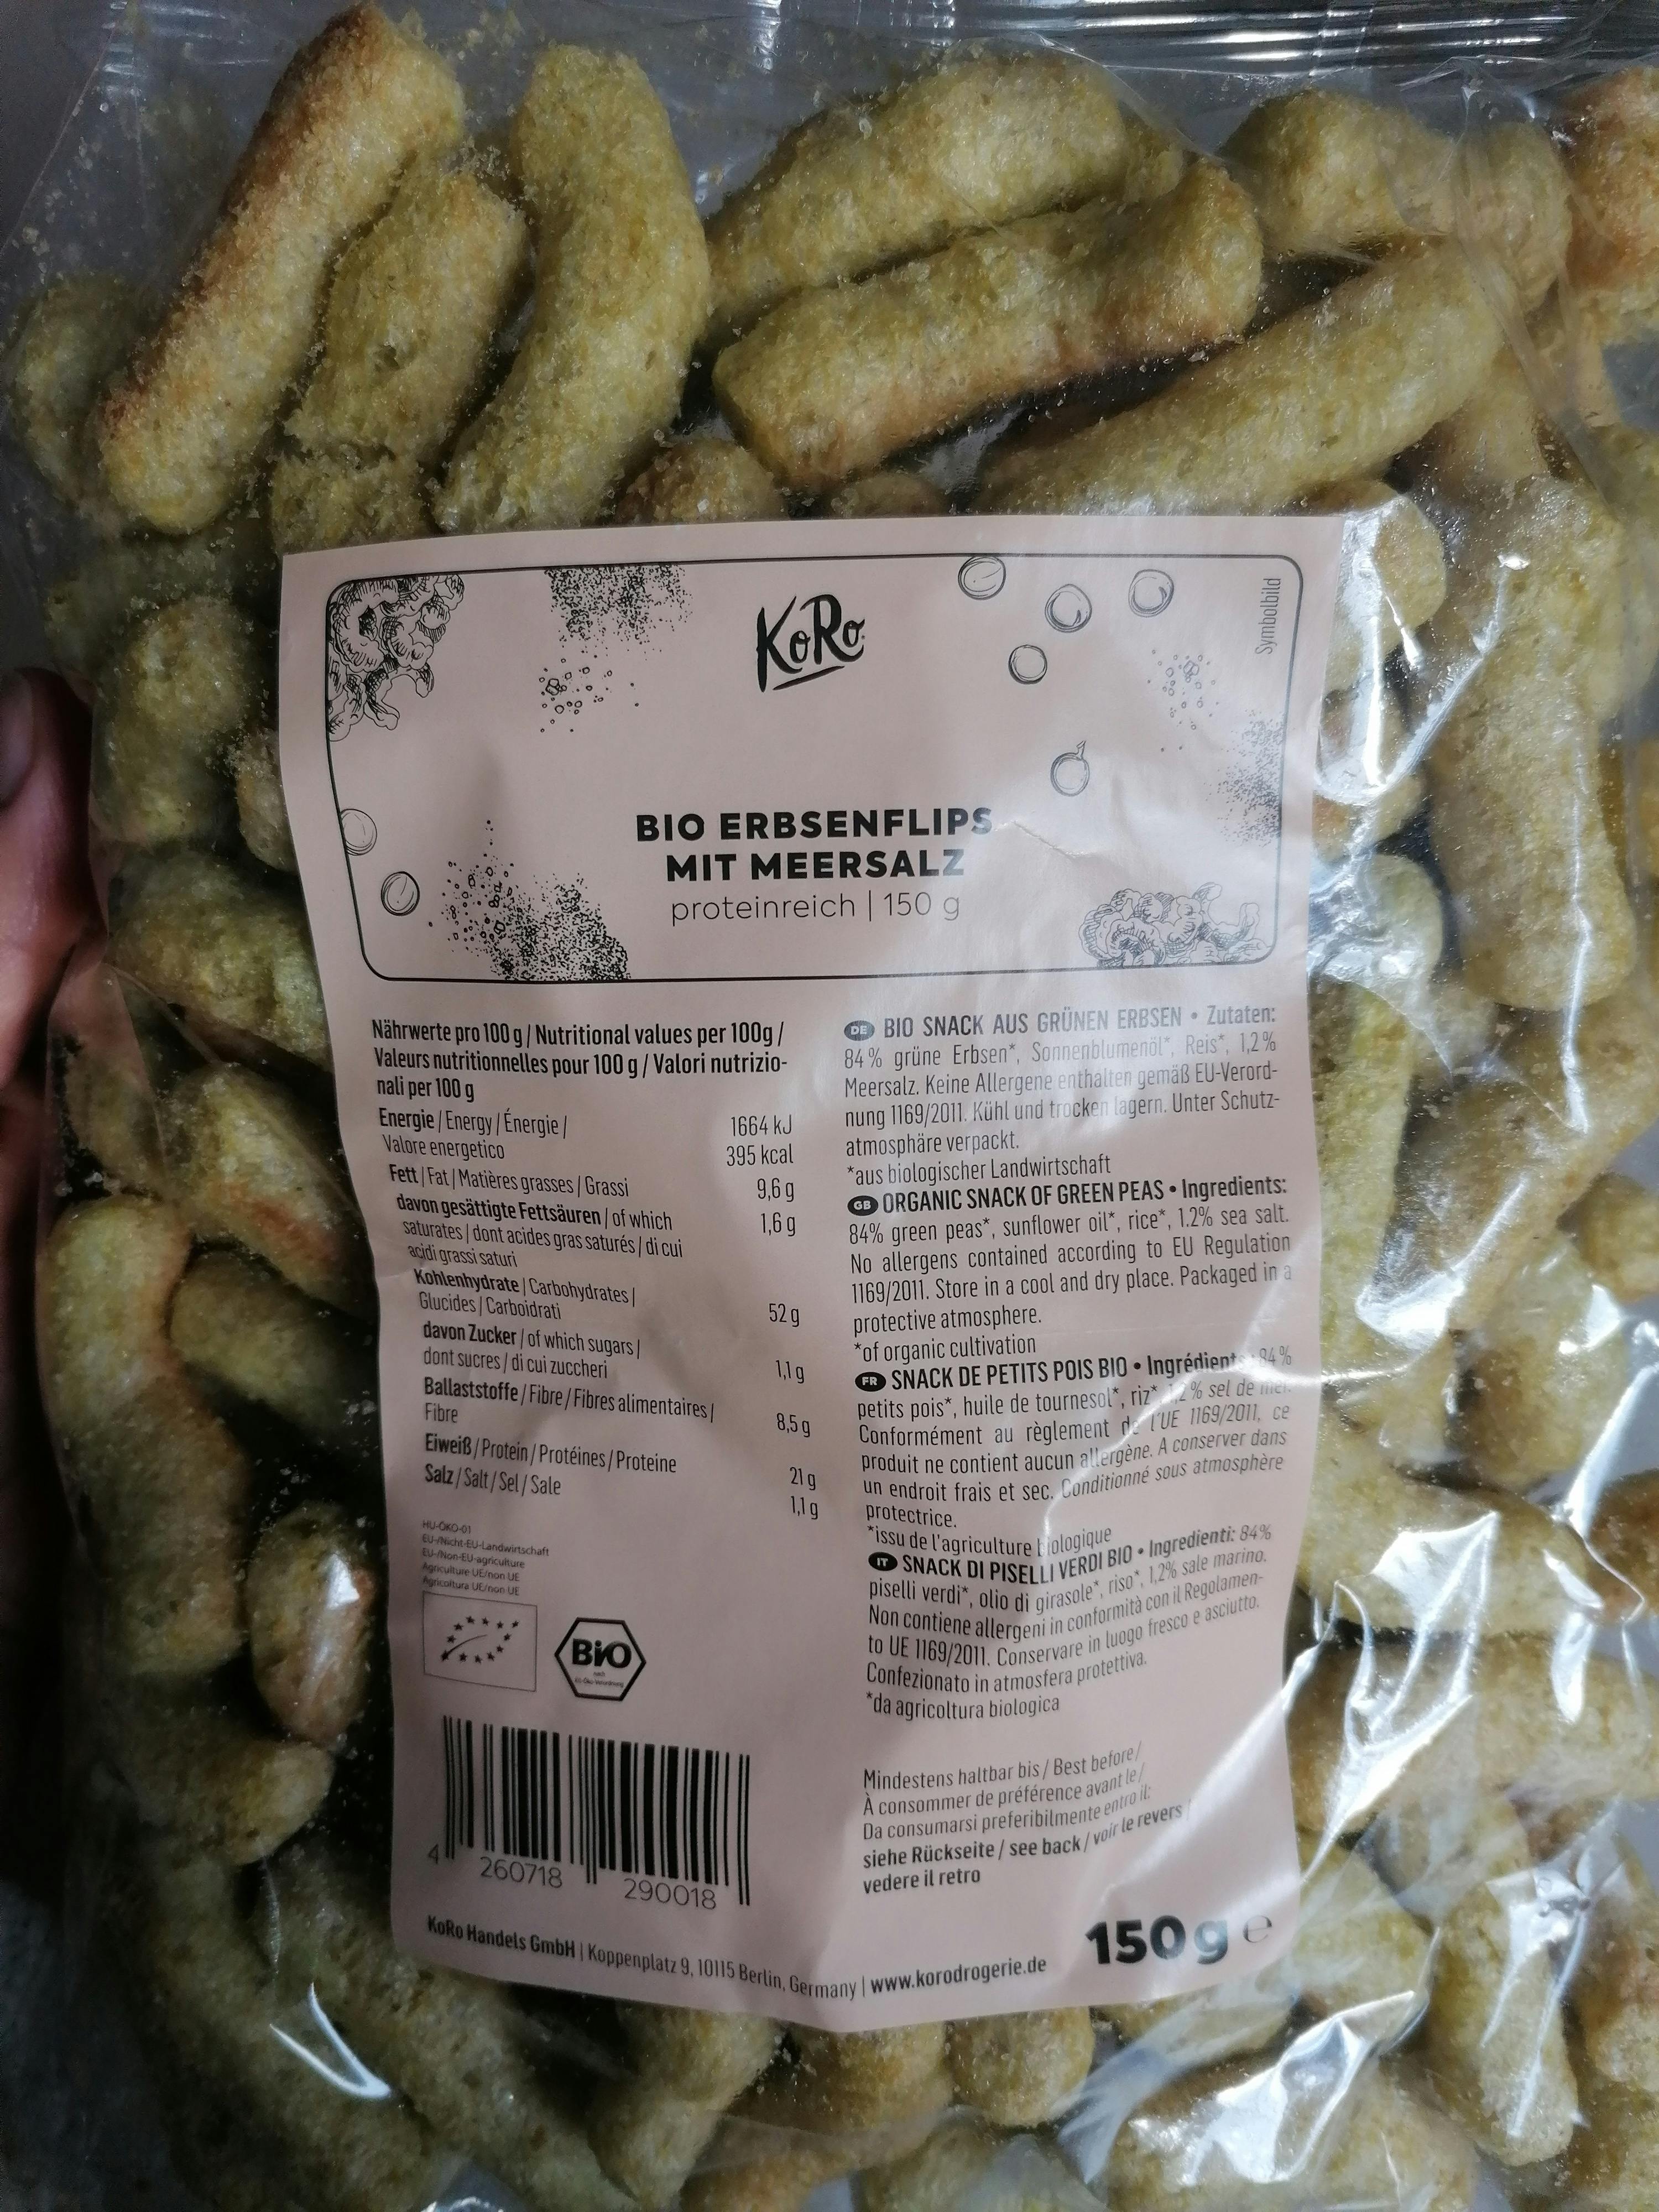 KoRo
Symbolbild
BIO ERBSENFLIPS
MIT MEERSALZ
proteinreich | 150 g
Nährwerte pro 100 g / Nutritional values per 100g /
Valeurs nutritionnelles pour 100 g / Valori nutrizio-
nali per 100 g
Energie / Energy / Énergie / 1664 kJ
Valore energetico 395 kcal
Fett | Fat | Matières grasses / Grassi 9,6 g
davon gesättigte Fettsäuren / of which 1,6 g
saturates / dont acides gras saturés / di cui
acidi grassi saturi
Kohlenhydrate | Carbohydrates /
Glucides / Carboidrati 52 g
davon Zucker / of which sugars /
dont sucres / di cui zuccheri 1,1 g
Ballaststoffe / Fibre / Fibres alimentaires /
Fibre 8,5 g
Eiweiß / Protein / Protéines / Proteine 21 g
Salz / Salt / Sel / Sale 1,1 g
HU-ÖKO-01
EU-/Nicht-EU-Landwirtschaft
EU-/Non-EU-agriculture
Agriculture UE/non UE
Agricoltura UE/non UE
BiO
4 260718 290018
DE BIO SNACK AUS GRÜNEN ERBSEN • Zutaten:
84 % grüne Erbsen*, Sonnenblumenöl*, Reis*, 1,2 %
Meersalz. Keine Allergene enthalten gemäß EU-Verord-
nung 1169/2011. Kühl und trocken lagern. Unter Schutz-
atmosphäre verpackt.
*aus biologischer Landwirtschaft
GB ORGANIC SNACK OF GREEN PEAS • Ingredients:
84% green peas*, sunflower oil*, rice*, 1.2% sea salt.
No allergens contained according to EU Regulation
1169/2011. Store in a cool and dry place. Packaged in a
protective atmosphere.
*of organic cultivation
FR SNACK DE PETITS POIS BIO • Ingrédients: 84 %
petits pois*, huile de tournesol*, riz*, 1,2 % sel de mer.
Conformément au règlement de l'UE 1169/2011, ce
produit ne contient aucun allergène. A conserver dans
un endroit frais et sec. Conditionné sous atmosphère
protectrice.
*issu de l'agriculture biologique
IT SNACK DI PISELLI VERDI BIO • Ingredienti: 84%
piselli verdi*, olio di girasole*, riso*, 1,2% sale marino.
Non contiene allergeni in conformità con il Regolamen-
to UE 1169/2011. Conservare in luogo fresco e asciutto.
Confezionato in atmosfera protettiva.
*da agricoltura biologica
Mindestens haltbar bis / Best before /
À consommer de préférence avant le /
Da consumarsi preferibilmente entro il:
siehe Rückseite / see back / voir le revers /
vedere il retro
150 g e
KoRo Handels GmbH | Koppenplatz 9, 10115 Berlin, Germany | www.korodrogerie.de